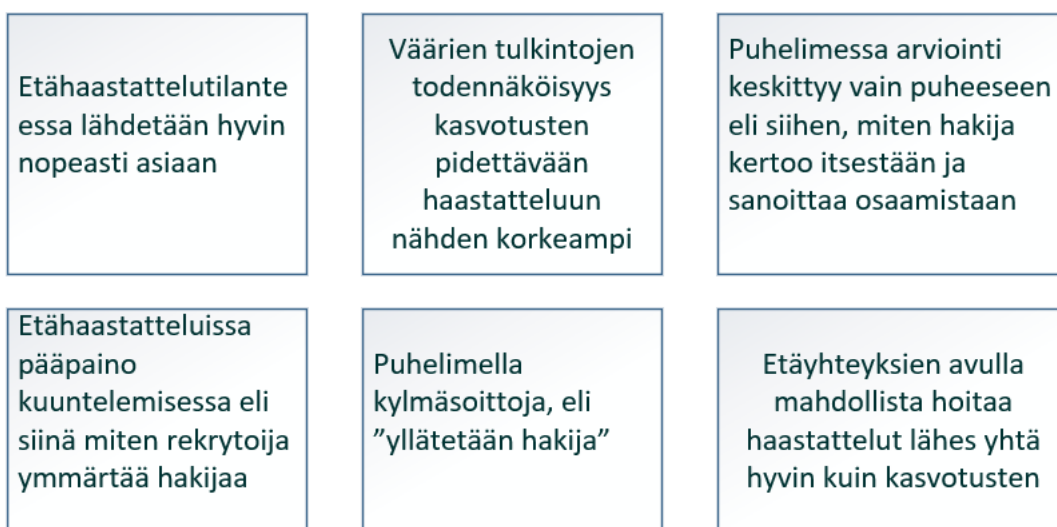 Etähaastattelutilante
essa lähdetään hyvin
nopeasti asiaan
Väärien tulkintojen
todennäköisyys
kasvotusten
pidettävään
haastatteluun
nähden korkeampi
Puhelimessa arviointi
keskittyy vain puheeseen
eli siihen, miten hakija
kertoo itsestään ja
sanoittaa osaamistaan
Etähaastatteluissa
pääpaino
kuuntelemisessa eli
siinä miten rekrytoija
ymmärtää hakijaa
Puhelimella
kylmäsoittoja, eli
”yllätetään hakija”
Etäyhteyksien avulla
mahdollista hoitaa
haastattelut lähes yhtä
hyvin kuin kasvotusten